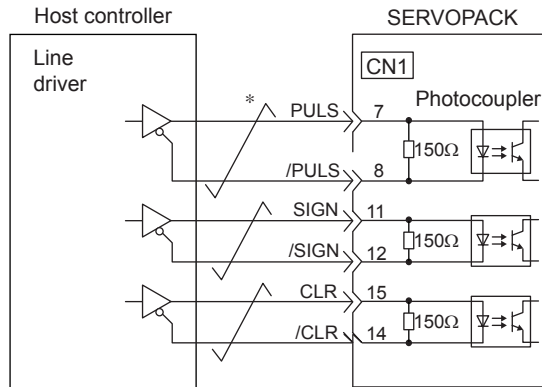 Host controller
SERVOPACK
Line
driver
CN1
Photocoupler
*
PULS 7
150Ω
/PULS 8
SIGN 11
150Ω
/SIGN 12
CLR 15
150Ω
/CLR 14